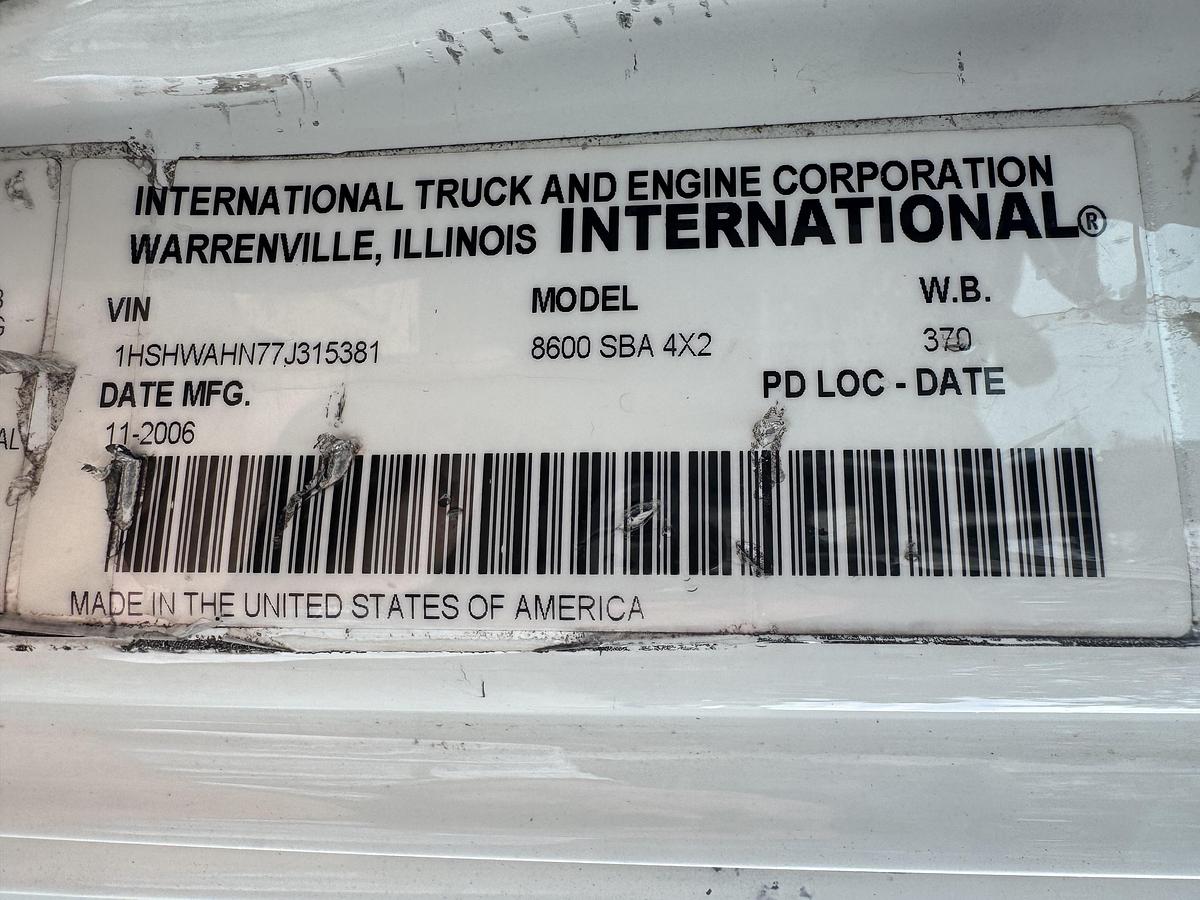 INTERNATIONAL TRUCK AND ENGINE CORPORATION
WARRENVILLE, ILLINOIS INTERNATIONAL®
VIN MODEL W.B.
1HSHWAHN77J315381 8600 SBA 4X2 370
DATE MFG. PD LOC - DATE
11-2006
MADE IN THE UNITED STATES OF AMERICA